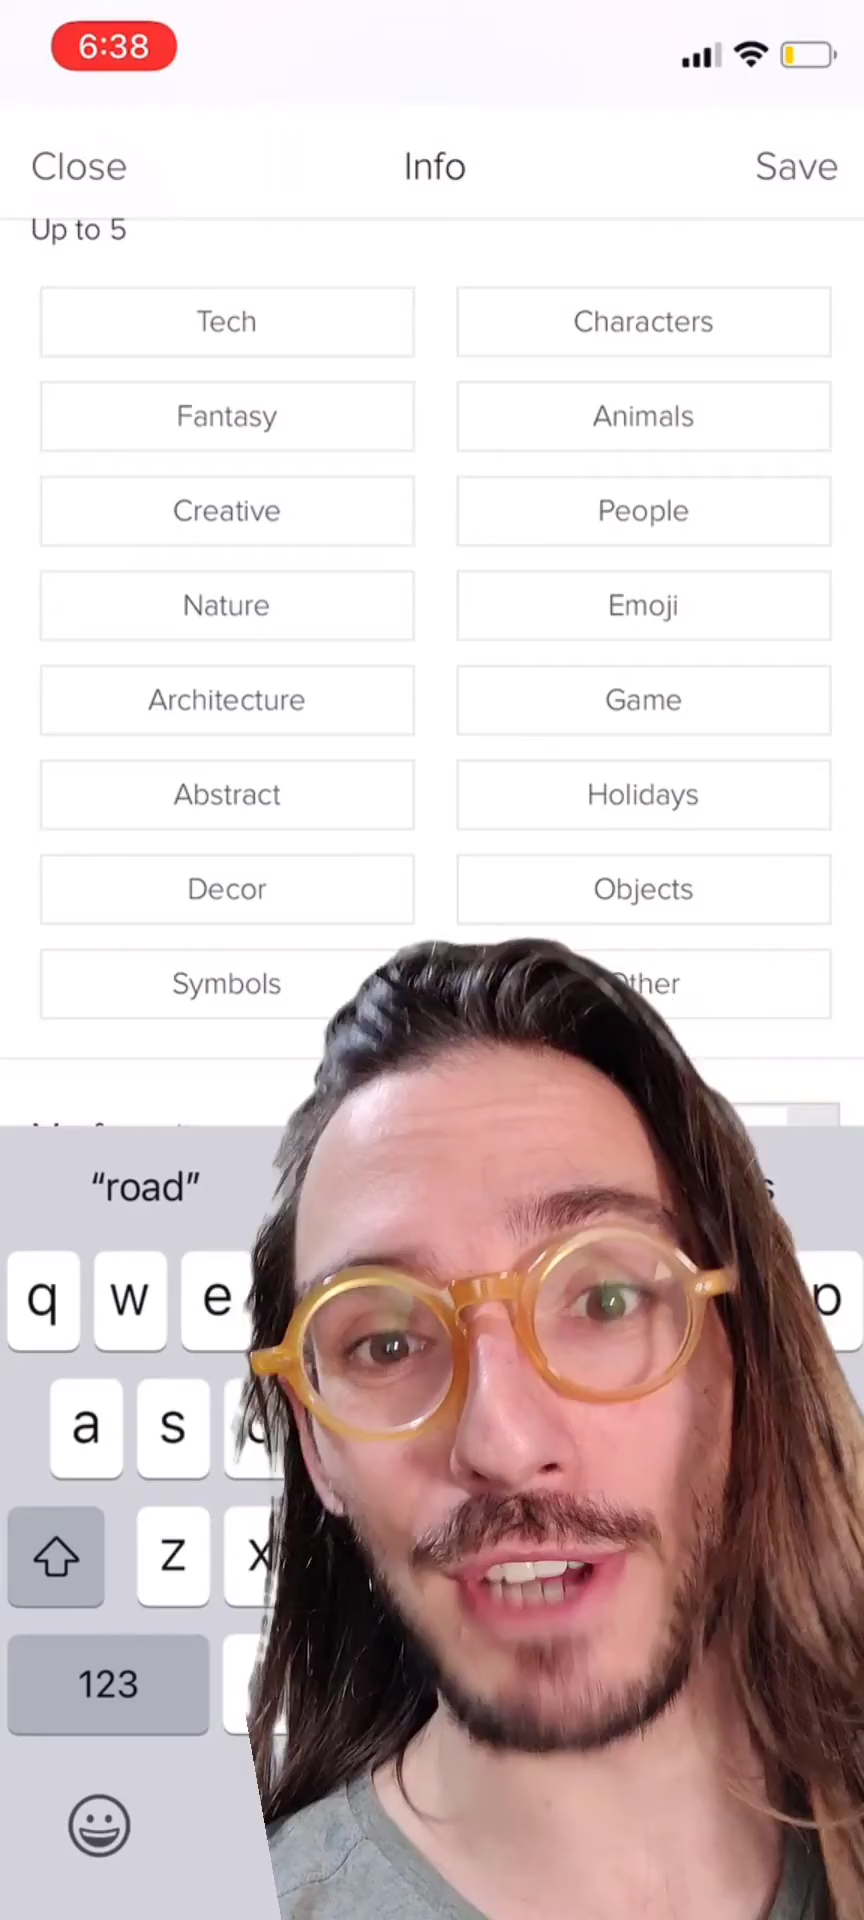 6:38
Close Info Save
Up to 5
Tech Characters
Fantasy Animals
Creative People
Nature Emoji
Architecture Game
Abstract Holidays
Decor Objects
Symbols
“road”
q w e p
a s
z x
123